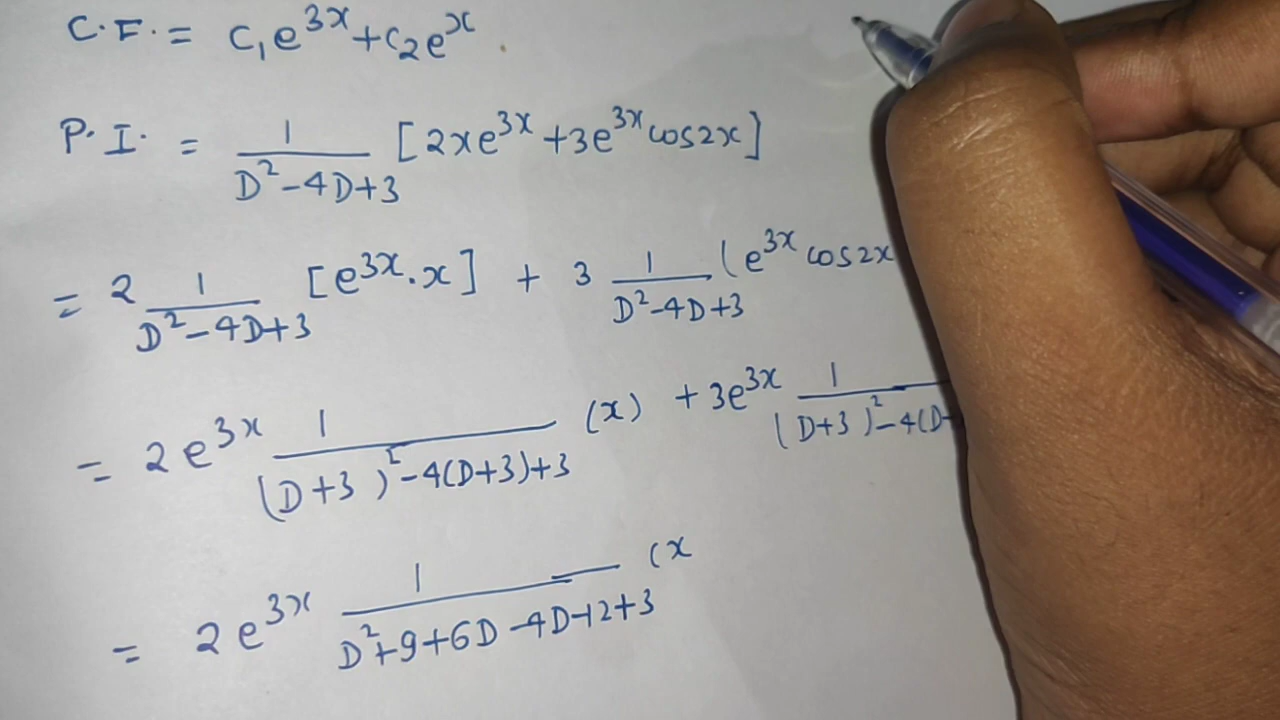 C.F. = c₁e^{3x}+c₂e^{x}.
P.I. = 1/(D²-4D+3) [2xe^{3x}+3e^{3x}cos2x]
= 2 1/(D²-4D+3) [e^{3x}.x] + 3 1/(D²-4D+3) (e^{3x}cos2x
= 2e^{3x} 1/((D+3)²-4(D+3)+3) (x) + 3e^{3x} 1/((D+3)²-4(D
= 2e^{3x} 1/(D²+9+6D-4D-12+3) (x